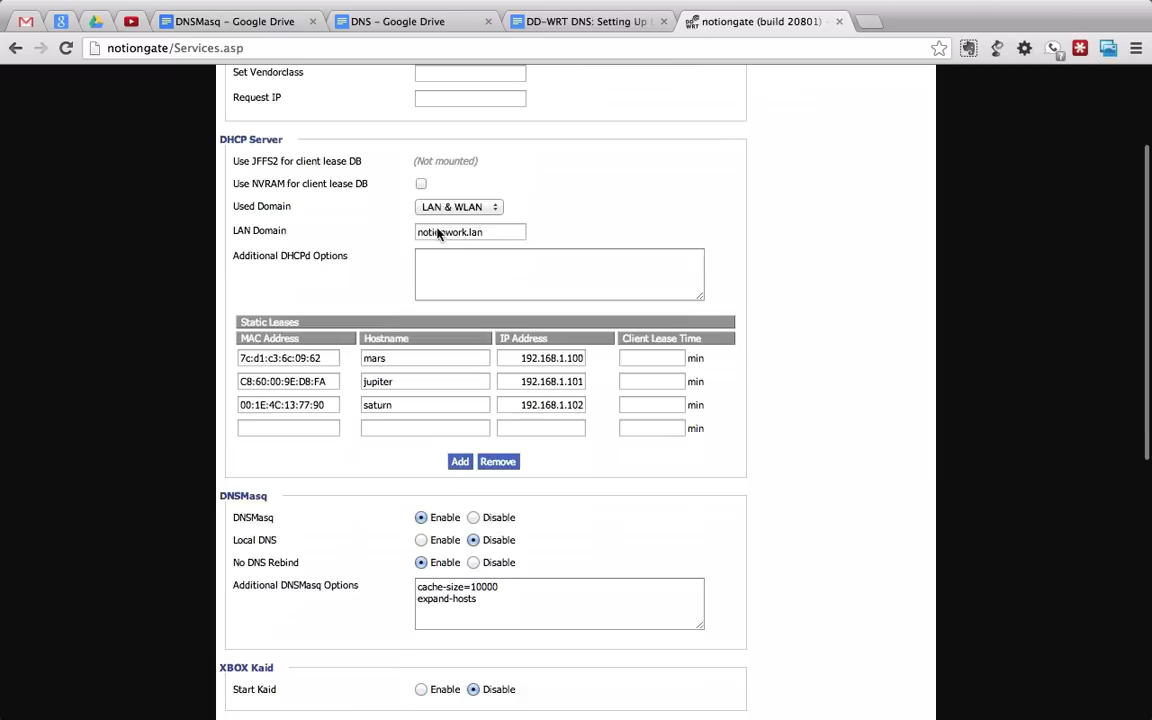 DNSMasq – Google Drive
DNS – Google Drive
DD-WRT DNS: Setting Up
notiongate (build 20801)
notiongate/Services.asp
Set Vendorclass
Request IP
DHCP Server
Use JFFS2 for client lease DB (Not mounted)
Use NVRAM for client lease DB
Used Domain LAN & WLAN
LAN Domain
Additional DHCPd Options
Static Leases
MAC Address Hostname IP Address Client Lease Time
7c:d1:c3:6c:09:62 mars 192.168.1.100 min
C8:60:00:9E:D8:FA jupiter 192.168.1.101 min
00:1E:4C:13:77:90 saturn 192.168.1.102 min
min
Add Remove
DNSMasq
DNSMasq Enable Disable
Local DNS Enable Disable
No DNS Rebind Enable Disable
Additional DNSMasq Options
cache-size=10000
expand-hosts
XBOX Kaid
Start Kaid Enable Disable